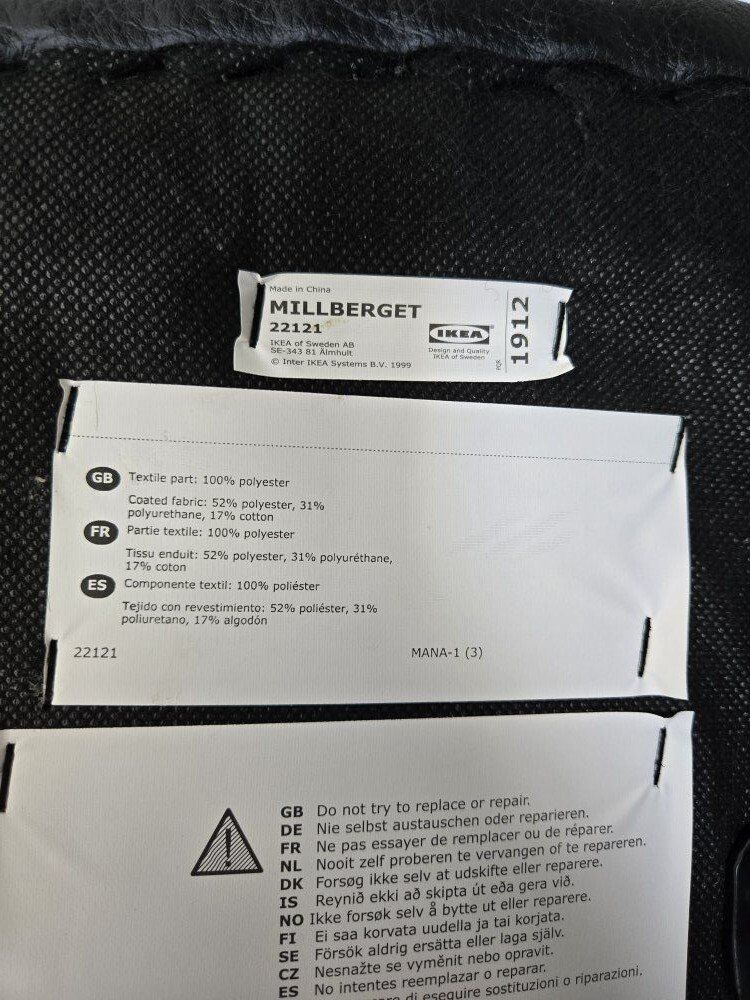 Made in China
MILLBERGET
22121
IKEA of Sweden AB
SE-343 81 Älmhult
© Inter IKEA Systems B.V. 1999
IKEA
Design and Quality
IKEA of Sweden
PQR
1912
GB Textile part: 100% polyester
Coated fabric: 52% polyester, 31%
polyurethane, 17% cotton
FR Partie textile: 100% polyester
Tissu enduit: 52% polyester, 31% polyuréthane,
17% coton
ES Componente textil: 100% poliéster
Tejido con revestimiento: 52% poliéster, 31%
poliuretano, 17% algodón
22121
MANA-1 (3)
GB Do not try to replace or repair.
DE Nie selbst austauschen oder reparieren.
FR Ne pas essayer de remplacer ou de réparer.
NL Nooit zelf proberen te vervangen of te repareren.
DK Forsøg ikke selv at udskifte eller reparere.
IS Reynið ekki að skipta út eða gera við.
NO Ikke forsøk selv å bytte ut eller reparere.
FI Ei saa korvata uudella ja tai korjata.
SE Försök aldrig ersätta eller laga själv.
CZ Nesnažte se vyměnit nebo opravit.
ES No intentes reemplazar o reparar.
di eseguire sostituzioni o riparazioni.